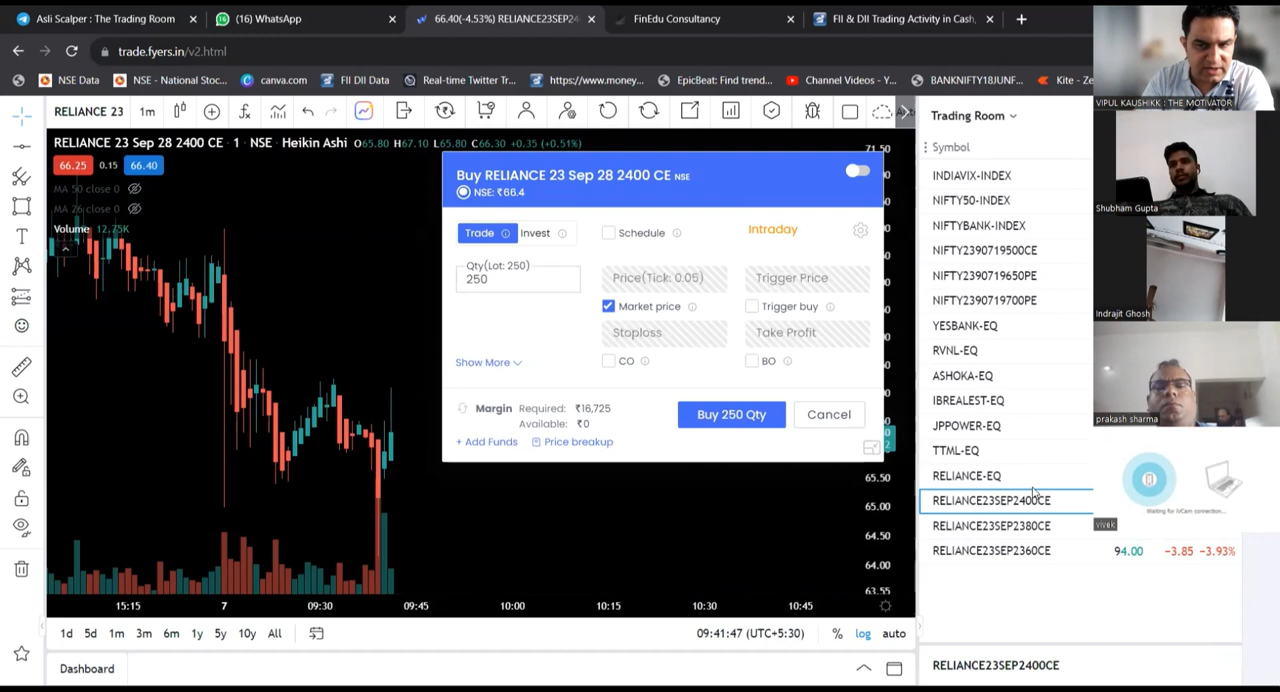 Asli Scalper : The Trading Room
(16) WhatsApp
66.40(-4.53%) RELIANCE23SEP24
FinEdu Consultancy
FII & DII Trading Activity in Cash,
trade.fyers.in/v2.html
NSE Data
NSE - National Stoc...
canva.com
FII DII Data
Real-time Twitter Tr...
https://www.money...
EpicBeat: Find trend...
Channel Videos - Y...
BANKNIFTY18JUNF...
Kite - Ze
RELIANCE 23
1m
RELIANCE 23 Sep 28 2400 CE · 1 · NSE · Heikin Ashi O65.80 H67.10 L65.80 C66.30 +0.35 (+0.51%)
66.25 0.15 66.40
MA 50 close 0
MA 26 close 0
Volume 12.75K
71.50
65.50
65.00
64.50
64.00
63.55
Buy RELIANCE 23 Sep 28 2400 CE NSE
NSE: ₹66.4
Trade
Invest
Schedule
Intraday
Qty(Lot: 250)
250
Price(Tick: 0.05)
Trigger Price
Market price
Trigger buy
Stoploss
Take Profit
Show More
CO
BO
Margin Required: ₹16,725
Available: ₹0
Buy 250 Qty
Cancel
+ Add Funds
Price breakup
15:15 7 09:30 09:45 10:00 10:15 10:30 10:45
1d 5d 1m 3m 6m 1y 5y 10y All
09:41:47 (UTC+5:30)
% log auto
Dashboard
Trading Room
Symbol
INDIAVIX-INDEX
NIFTY50-INDEX
NIFTYBANK-INDEX
NIFTY2390719500CE
NIFTY2390719650PE
NIFTY2390719700PE
YESBANK-EQ
RVNL-EQ
ASHOKA-EQ
IBREALEST-EQ
JPPOWER-EQ
TTML-EQ
RELIANCE-EQ
RELIANCE23SEP2400CE
RELIANCE23SEP2380CE
RELIANCE23SEP2360CE 94.00 -3.85 -3.93%
RELIANCE23SEP2400CE
VIPUL KAUSHIKK : THE MOTIVATOR
Shubham Gupta
Indrajit Ghosh
prakash sharma
Waiting for iVCam connection...
vivek